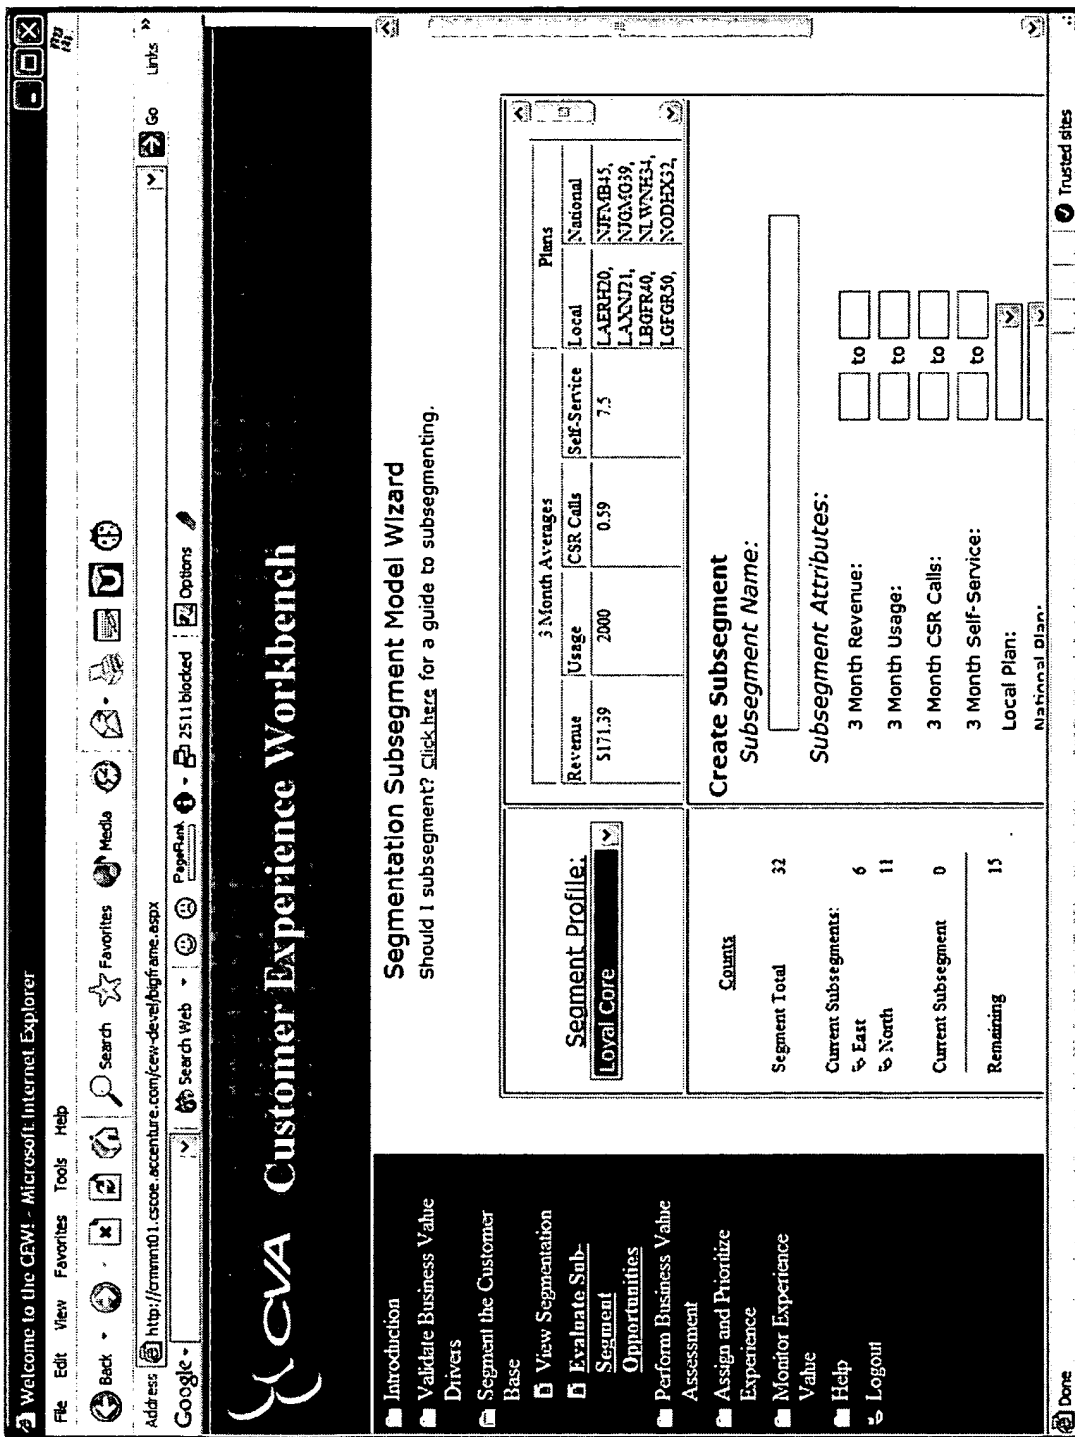 Welcome to the CEW! - Microsoft Internet Explorer
File Edit View Favorites Tools Help
Back Search Favorites Media
Address http://crmmnt01.cscoe.accenture.com/cew-devel/bigframe.aspx Go Links »
Google Search Web PageRank 2511 blocked Options
CVA Customer Experience Workbench
Introduction
Validate Business Value
Drivers
Segment the Customer
Base
View Segmentation
Evaluate Sub-
Segment
Opportunities
Perform Business Value
Assessment
Assign and Prioritize
Experience
Monitor Experience
Value
Help
Logout
Segmentation Subsegment Model Wizard
Should I subsegment? Click here for a guide to subsegmenting.
Segment Profile:
Loyal Core
3 Month Averages Plans
Revenue Usage CSR Calls Self-Service Local National
$171.39 2000 0.59 7.5 LAERH20, NJFMB45,
LAXNJ21, NJGMG39,
LBGFR40, NLWNH34,
LGFGR50, NODHX32,
Counts
Segment Total 32
Current Subsegments:
East 6
North 11
Current Subsegment 0
Remaining 15
Create Subsegment
Subsegment Name:
Subsegment Attributes:
3 Month Revenue: to
3 Month Usage: to
3 Month CSR Calls: to
3 Month Self-Service: to
Local Plan:
National Plan:
Done Trusted sites